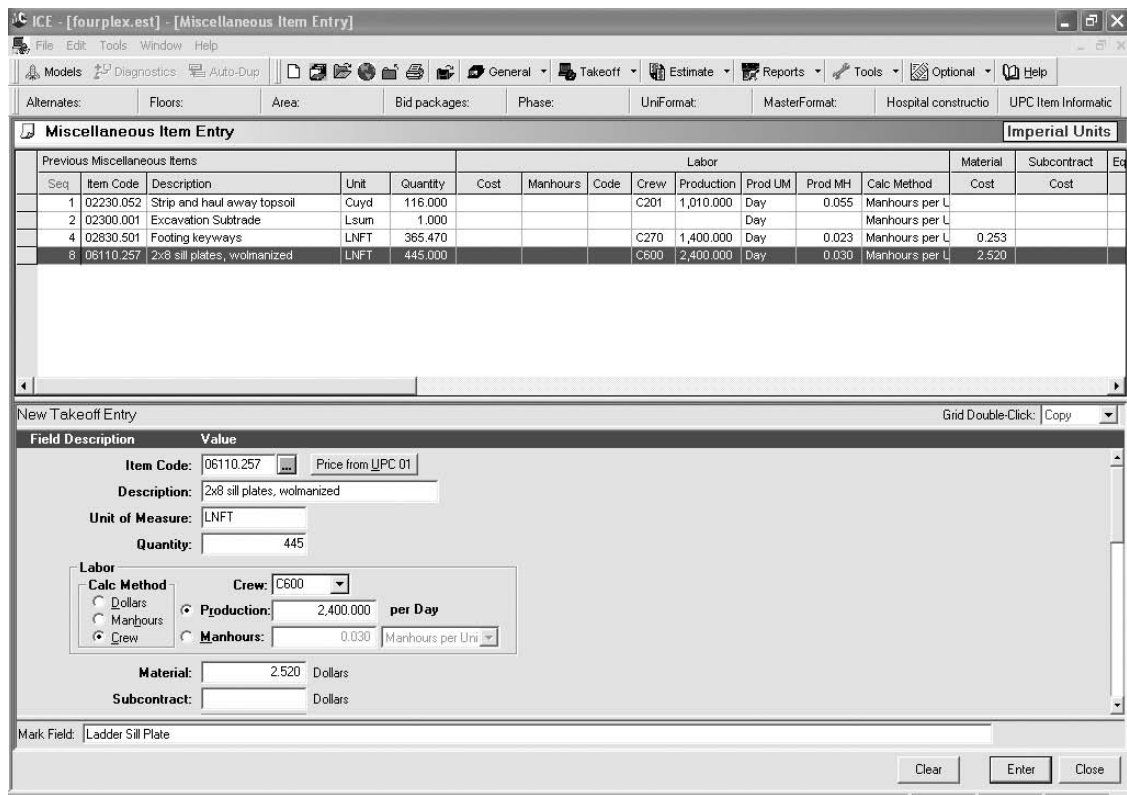 ICE - [fourplex.est] - [Miscellaneous Item Entry]
File Edit Tools Window Help
Models Diagnostics Auto-Dup General Takeoff Estimate Reports Tools Optional Help
Alternates: Floors: Area: Bid packages: Phase: UniFormat: MasterFormat: Hospital constructio UPC Item Informatic
Miscellaneous Item Entry Imperial Units
Previous Miscellaneous Items Labor Material Subcontract Eq
Seq Item Code Description Unit Quantity Cost Manhours Code Crew Production Prod UM Prod MH Calc Method Cost Cost
1 02230.052 Strip and haul away topsoil Cuyd 116.000 C201 1,010.000 Day 0.055 Manhours per U
2 02300.001 Excavation Subtrade Lsum 1.000 Day Manhours per U
4 02830.501 Footing keyways LNFT 365.470 C270 1,400.000 Day 0.023 Manhours per U 0.253
8 06110.257 2x8 sill plates, wolmanized LNFT 445.000 C600 2,400.000 Day 0.030 Manhours per U 2.520
New Takeoff Entry Grid Double-Click: Copy
Field Description Value
Item Code: 06110.257 ... Price from UPC 01
Description: 2x8 sill plates, wolmanized
Unit of Measure: LNFT
Quantity: 445
Labor
Calc Method Crew: C600
Dollars
Production: 2,400.000 per Day
Manhours
Crew Manhours: 0.030 Manhours per Uni
Material: 2.520 Dollars
Subcontract: Dollars
Mark Field: Ladder Sill Plate
Clear Enter Close